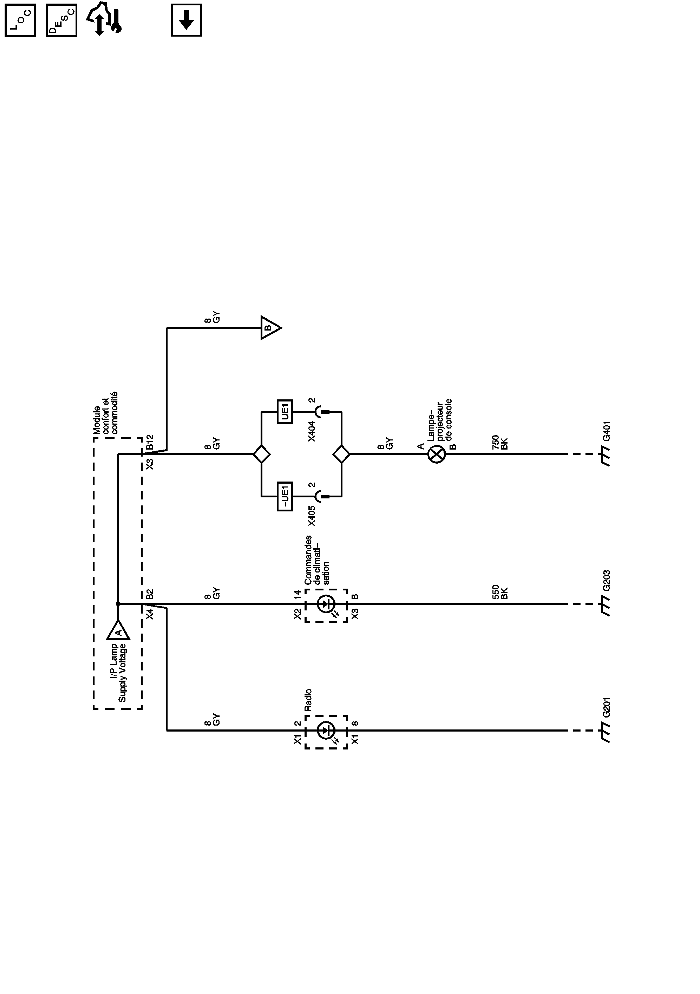 LOC
DESC
Module
confort et
commodité
A
I/P Lamp
Supply Voltage
X3 B12
X4 B2
8
GY
B
8
GY
UE1
X404 2
-UE1
X405 2
8
GY
A
Lampe-
projecteur
de console
B
750
BK
G401
8
GY
X2 14
Commandes
de climati-
sation
X3 B
550
BK
G203
8
GY
X1 2
Radio
X1 8
G201